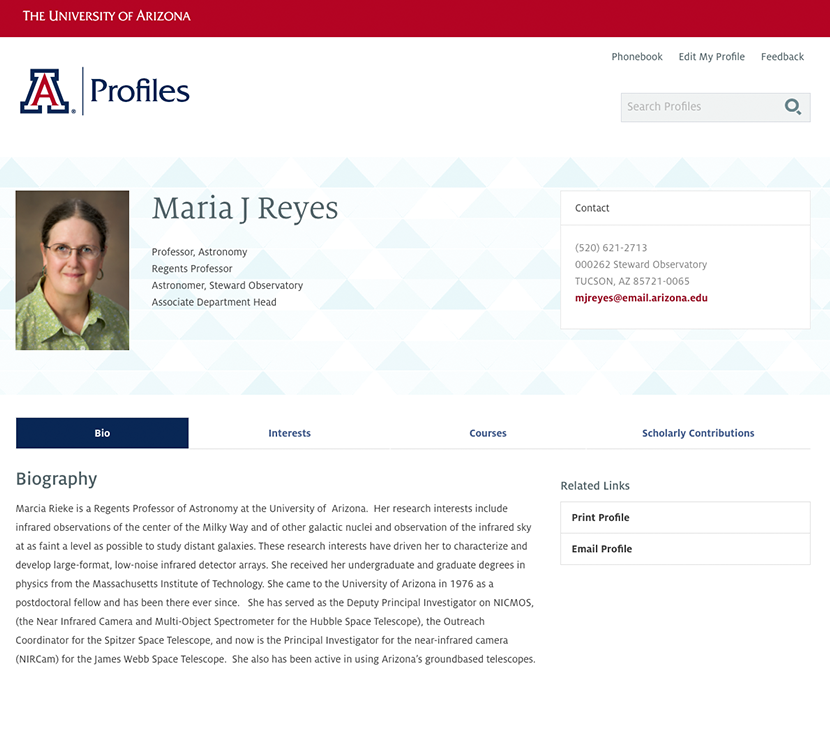 THE UNIVERSITY OF ARIZONA
Phonebook Edit My Profile Feedback
A® Profiles
Search Profiles
Maria J Reyes
Professor, Astronomy
Regents Professor
Astronomer, Steward Observatory
Associate Department Head
Contact
(520) 621-2713
000262 Steward Observatory
TUCSON, AZ 85721-0065
mjreyes@email.arizona.edu
Bio Interests Courses Scholarly Contributions
Biography
Marcia Rieke is a Regents Professor of Astronomy at the University of Arizona. Her research interests include
infrared observations of the center of the Milky Way and of other galactic nuclei and observation of the infrared sky
at as faint a level as possible to study distant galaxies. These research interests have driven her to characterize and
develop large-format, low-noise infrared detector arrays. She received her undergraduate and graduate degrees in
physics from the Massachusetts Institute of Technology. She came to the University of Arizona in 1976 as a
postdoctoral fellow and has been there ever since. She has served as the Deputy Principal Investigator on NICMOS,
(the Near Infrared Camera and Multi-Object Spectrometer for the Hubble Space Telescope), the Outreach
Coordinator for the Spitzer Space Telescope, and now is the Principal Investigator for the near-infrared camera
(NIRCam) for the James Webb Space Telescope. She also has been active in using Arizona's groundbased telescopes.
Related Links
Print Profile
Email Profile